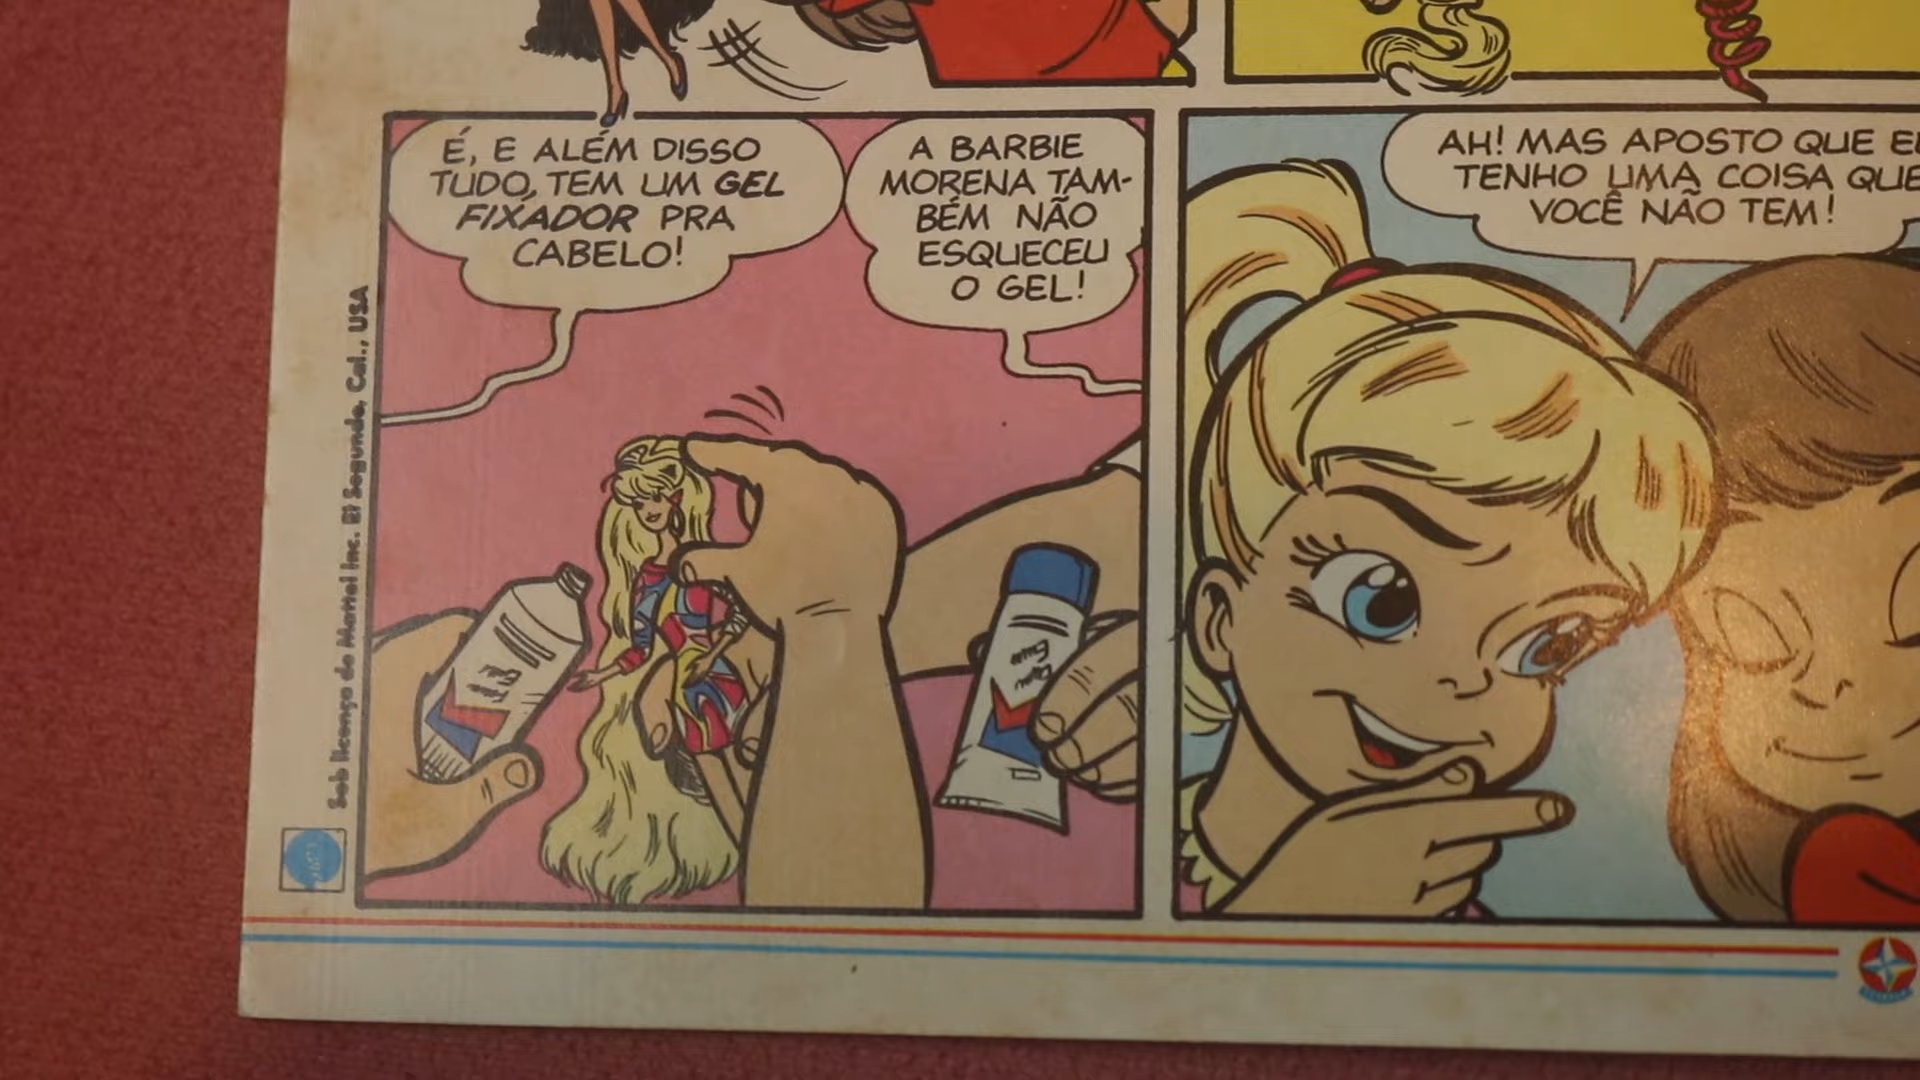 É, E ALÉM DISSO
TUDO, TEM UM GEL
FIXADOR PRA
CABELO!
A BARBIE
MORENA TAM-
BÉM NÃO
ESQUECEU
O GEL!
AH! MAS APOSTO QUE
TENHO UMA COISA QUE
VOCÊ NÃO TEM!
Sob licença de Mattel Inc. El Segundo, Cal., USA